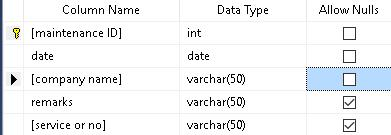 Column Name Data Type Allow Nulls
[maintenance ID] int
date date
[company name] varchar(50)
remarks varchar(50)
[service or no] varchar(50)